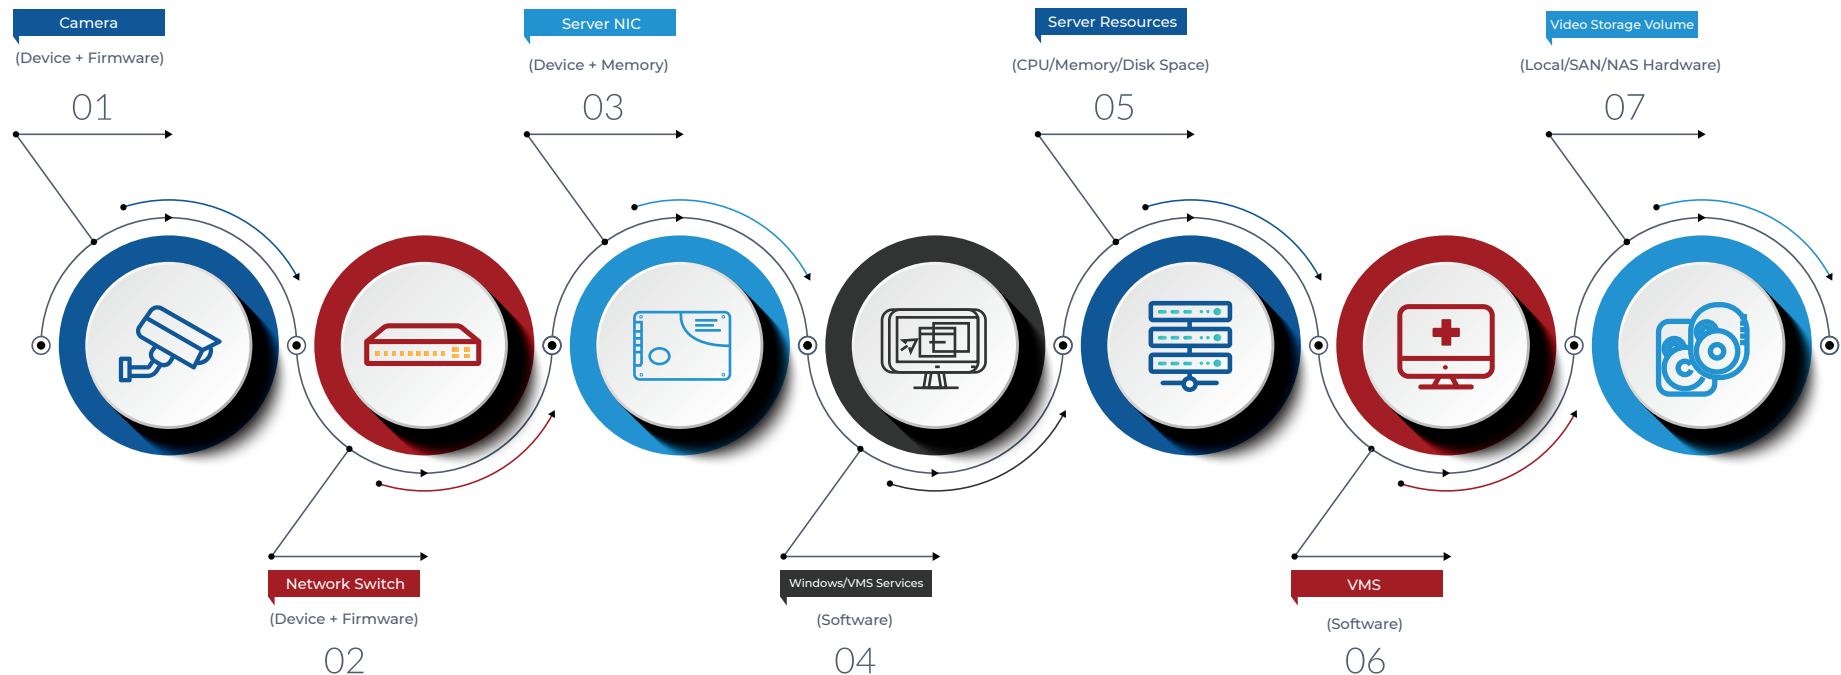 Camera
(Device + Firmware)
01
Network Switch
(Device + Firmware)
02
Server NIC
(Device + Memory)
03
Windows/VMS Services
(Software)
04
Server Resources
(CPU/Memory/Disk Space)
05
VMS
(Software)
06
Video Storage Volume
(Local/SAN/NAS Hardware)
07